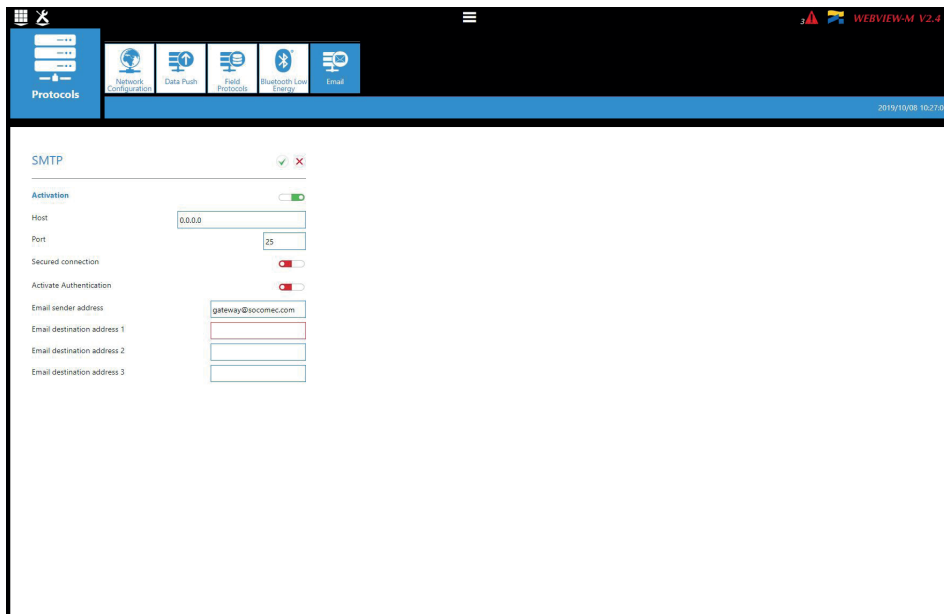 3
WEBVIEW-M V2.4
Protocols
Network Configuration
Data Push
Field Protocols
Bluetooth Low Energy
Email
2019/10/08 10:27:0
SMTP
Activation
Host 0.0.0.0
Port 25
Secured connection
Activate Authentication
Email sender address gateway@socomec.com
Email destination address 1
Email destination address 2
Email destination address 3